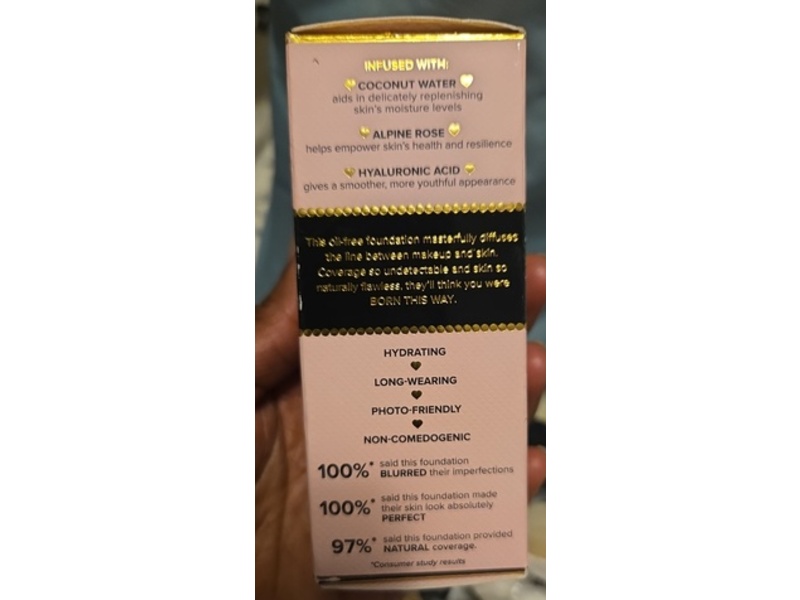 INFUSED WITH:
COCONUT WATER
aids in delicately replenishing
skin's moisture levels
ALPINE ROSE
helps empower skin's health and resilience
HYALURONIC ACID
gives a smoother, more youthful appearance
This oil-free foundation masterfully diffuses
the line between makeup and skin.
Coverage so undetectable and skin so
naturally flawless, they'll think you were
BORN THIS WAY.
HYDRATING
LONG-WEARING
PHOTO-FRIENDLY
NON-COMEDOGENIC
100%* said this foundation
BLURRED their imperfections
100%* said this foundation made
their skin look absolutely
PERFECT
97%* said this foundation provided
NATURAL coverage.
*Consumer study results